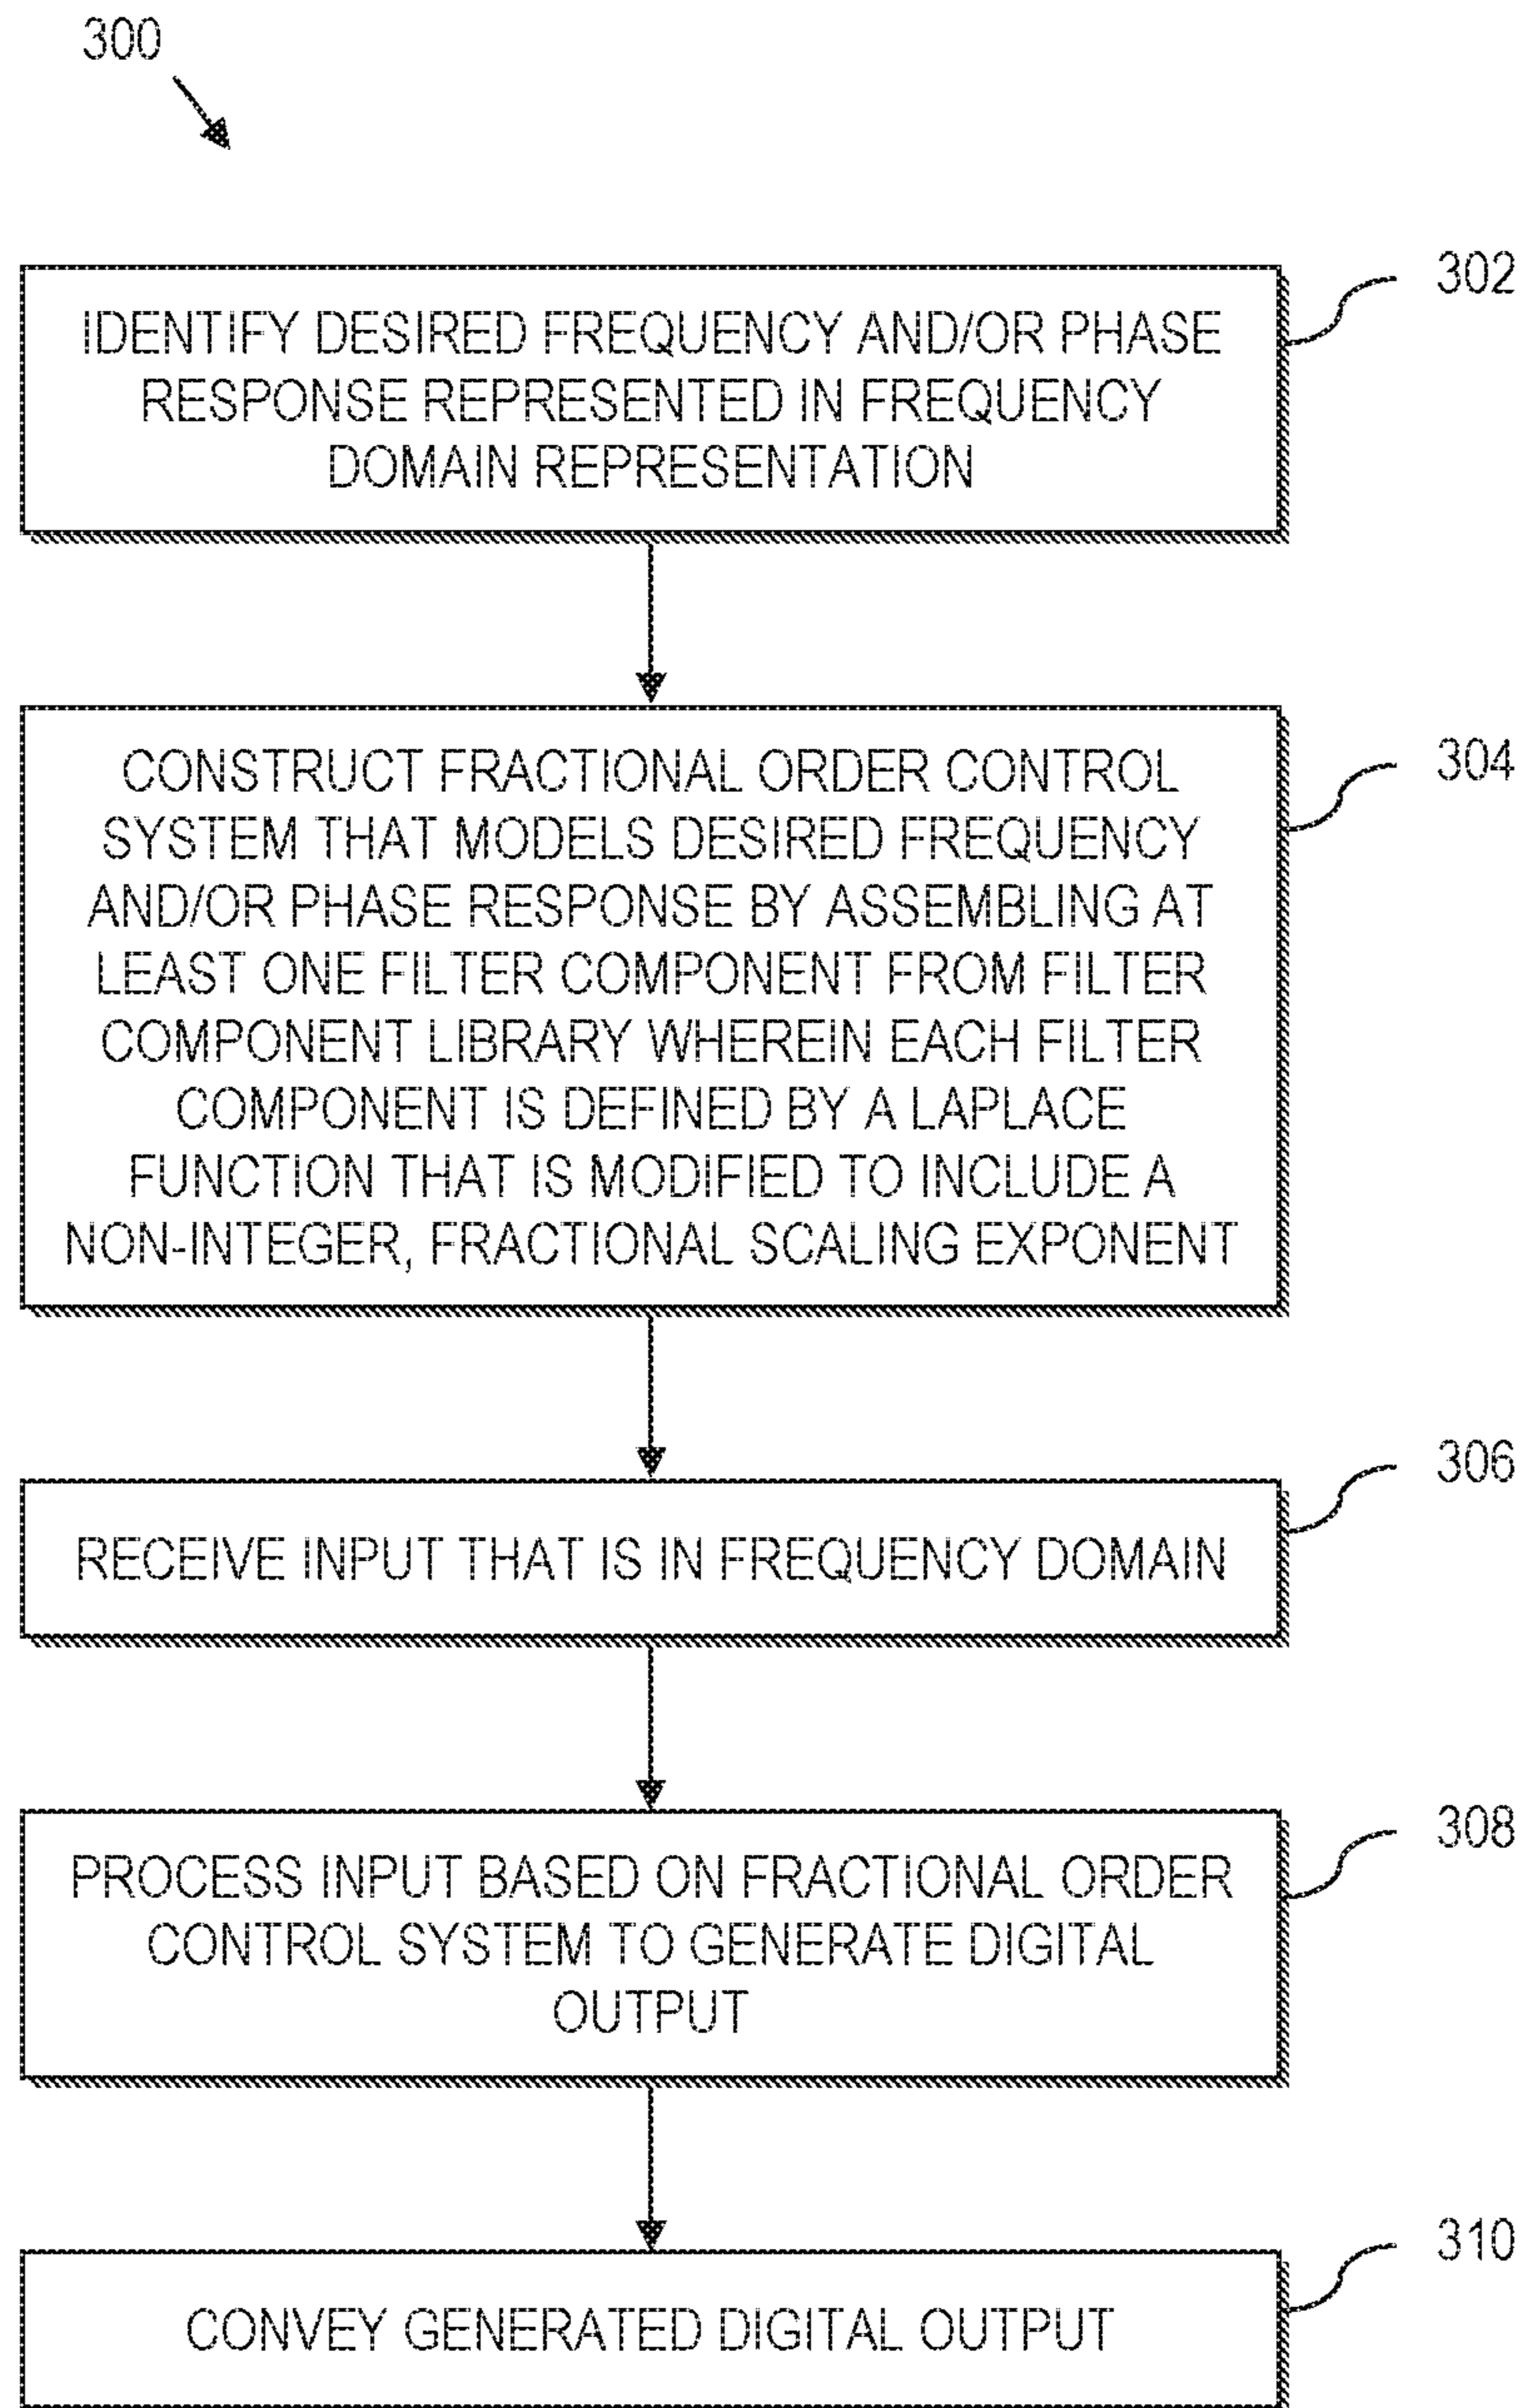 300
302
IDENTIFY DESIRED FREQUENCY AND/OR PHASE
RESPONSE REPRESENTED IN FREQUENCY
DOMAIN REPRESENTATION
304
CONSTRUCT FRACTIONAL ORDER CONTROL
SYSTEM THAT MODELS DESIRED FREQUENCY
AND/OR PHASE RESPONSE BY ASSEMBLING AT
LEAST ONE FILTER COMPONENT FROM FILTER
COMPONENT LIBRARY WHEREIN EACH FILTER
COMPONENT IS DEFINED BY A LAPLACE
FUNCTION THAT IS MODIFIED TO INCLUDE A
NON-INTEGER, FRACTIONAL SCALING EXPONENT
306
RECEIVE INPUT THAT IS IN FREQUENCY DOMAIN
308
PROCESS INPUT BASED ON FRACTIONAL ORDER
CONTROL SYSTEM TO GENERATE DIGITAL
OUTPUT
310
CONVEY GENERATED DIGITAL OUTPUT